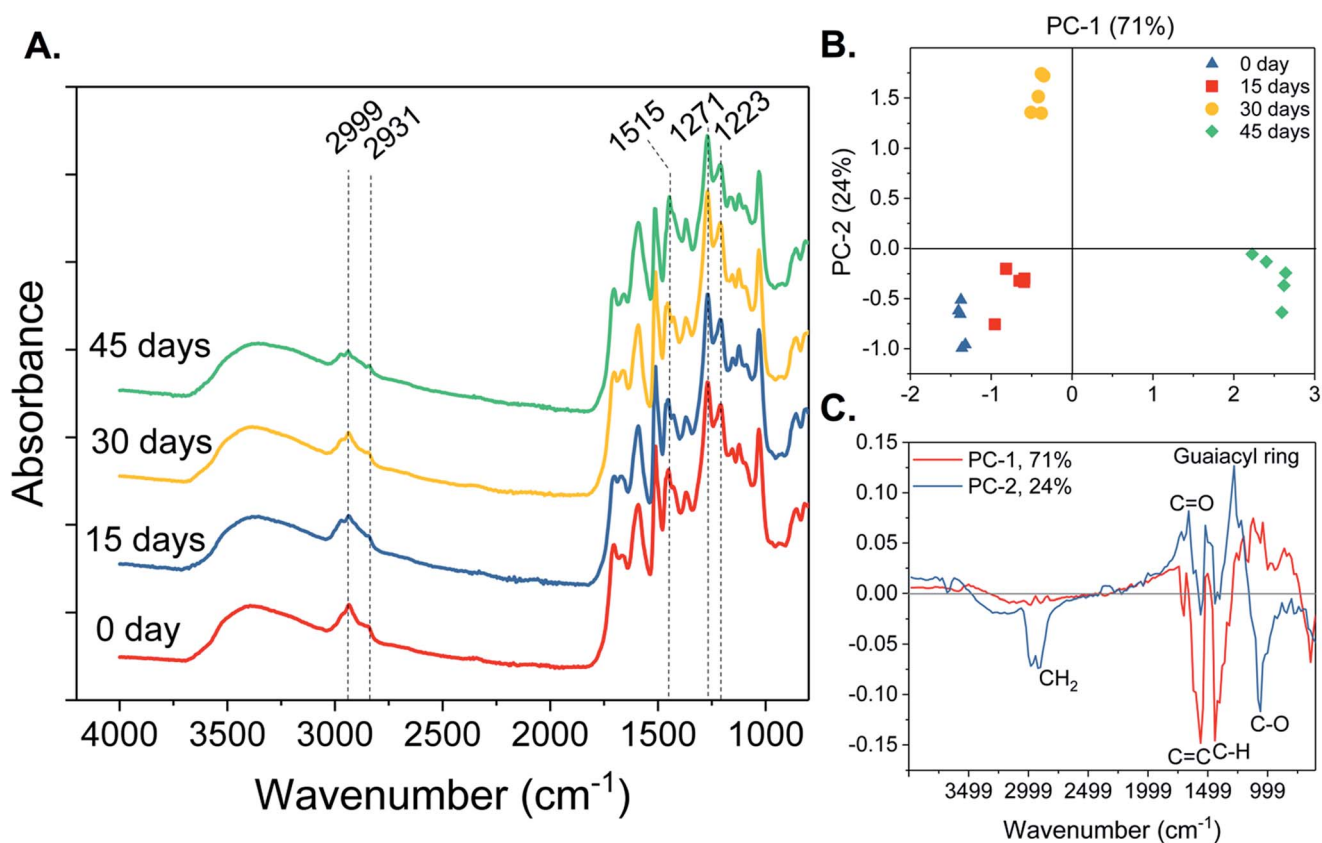 A.
Absorbance
2999
2931
1515
1271
1223
45 days
30 days
15 days
0 day
4000 3500 3000 2500 2000 1500 1000
Wavenumber (cm⁻¹)
B.
PC-1 (71%)
PC-2 (24%)
0 day
15 days
30 days
45 days
1.5
1.0
0.5
0.0
-0.5
-1.0
-2 -1 0 1 2 3
C.
0.15
0.10
0.05
0.00
-0.05
-0.10
-0.15
PC-1, 71%
PC-2, 24%
Guaiacyl ring
C=O
CH₂
C=C
C-H
C-O
3499 2999 2499 1999 1499 999
Wavenumber (cm⁻¹)